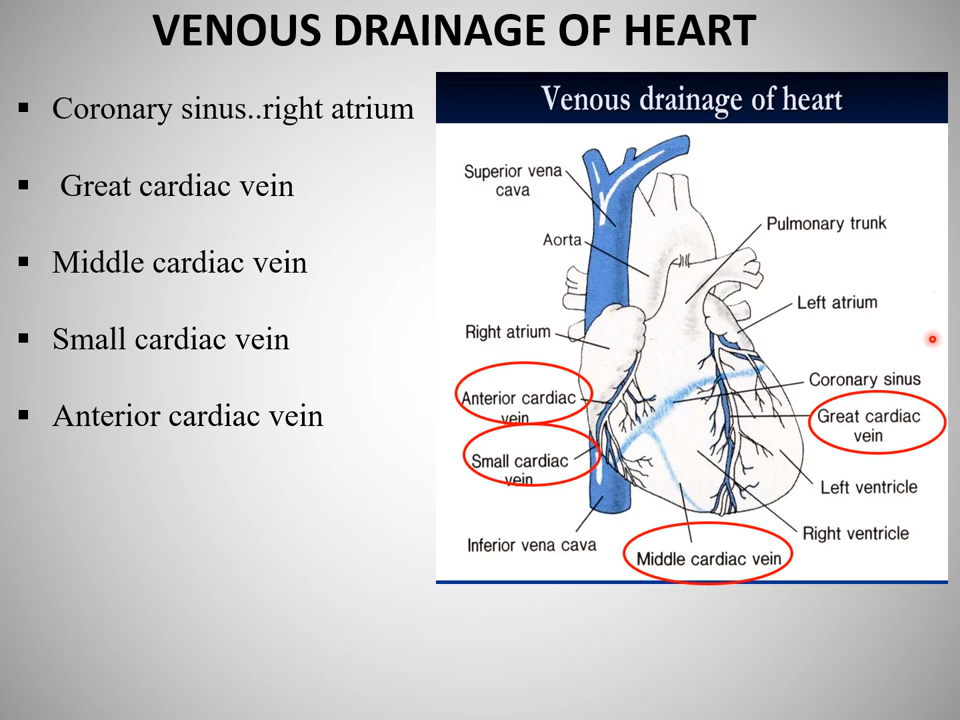 VENOUS DRAINAGE OF HEART
▪ Coronary sinus..right atrium
▪ Great cardiac vein
▪ Middle cardiac vein
▪ Small cardiac vein
▪ Anterior cardiac vein
Venous drainage of heart
Superior vena
cava
Aorta
Pulmonary trunk
Left atrium
Right atrium
Coronary sinus
Anterior cardiac
vein
Great cardiac
vein
Small cardiac
vein
Left ventricle
Right ventricle
Inferior vena cava
Middle cardiac vein